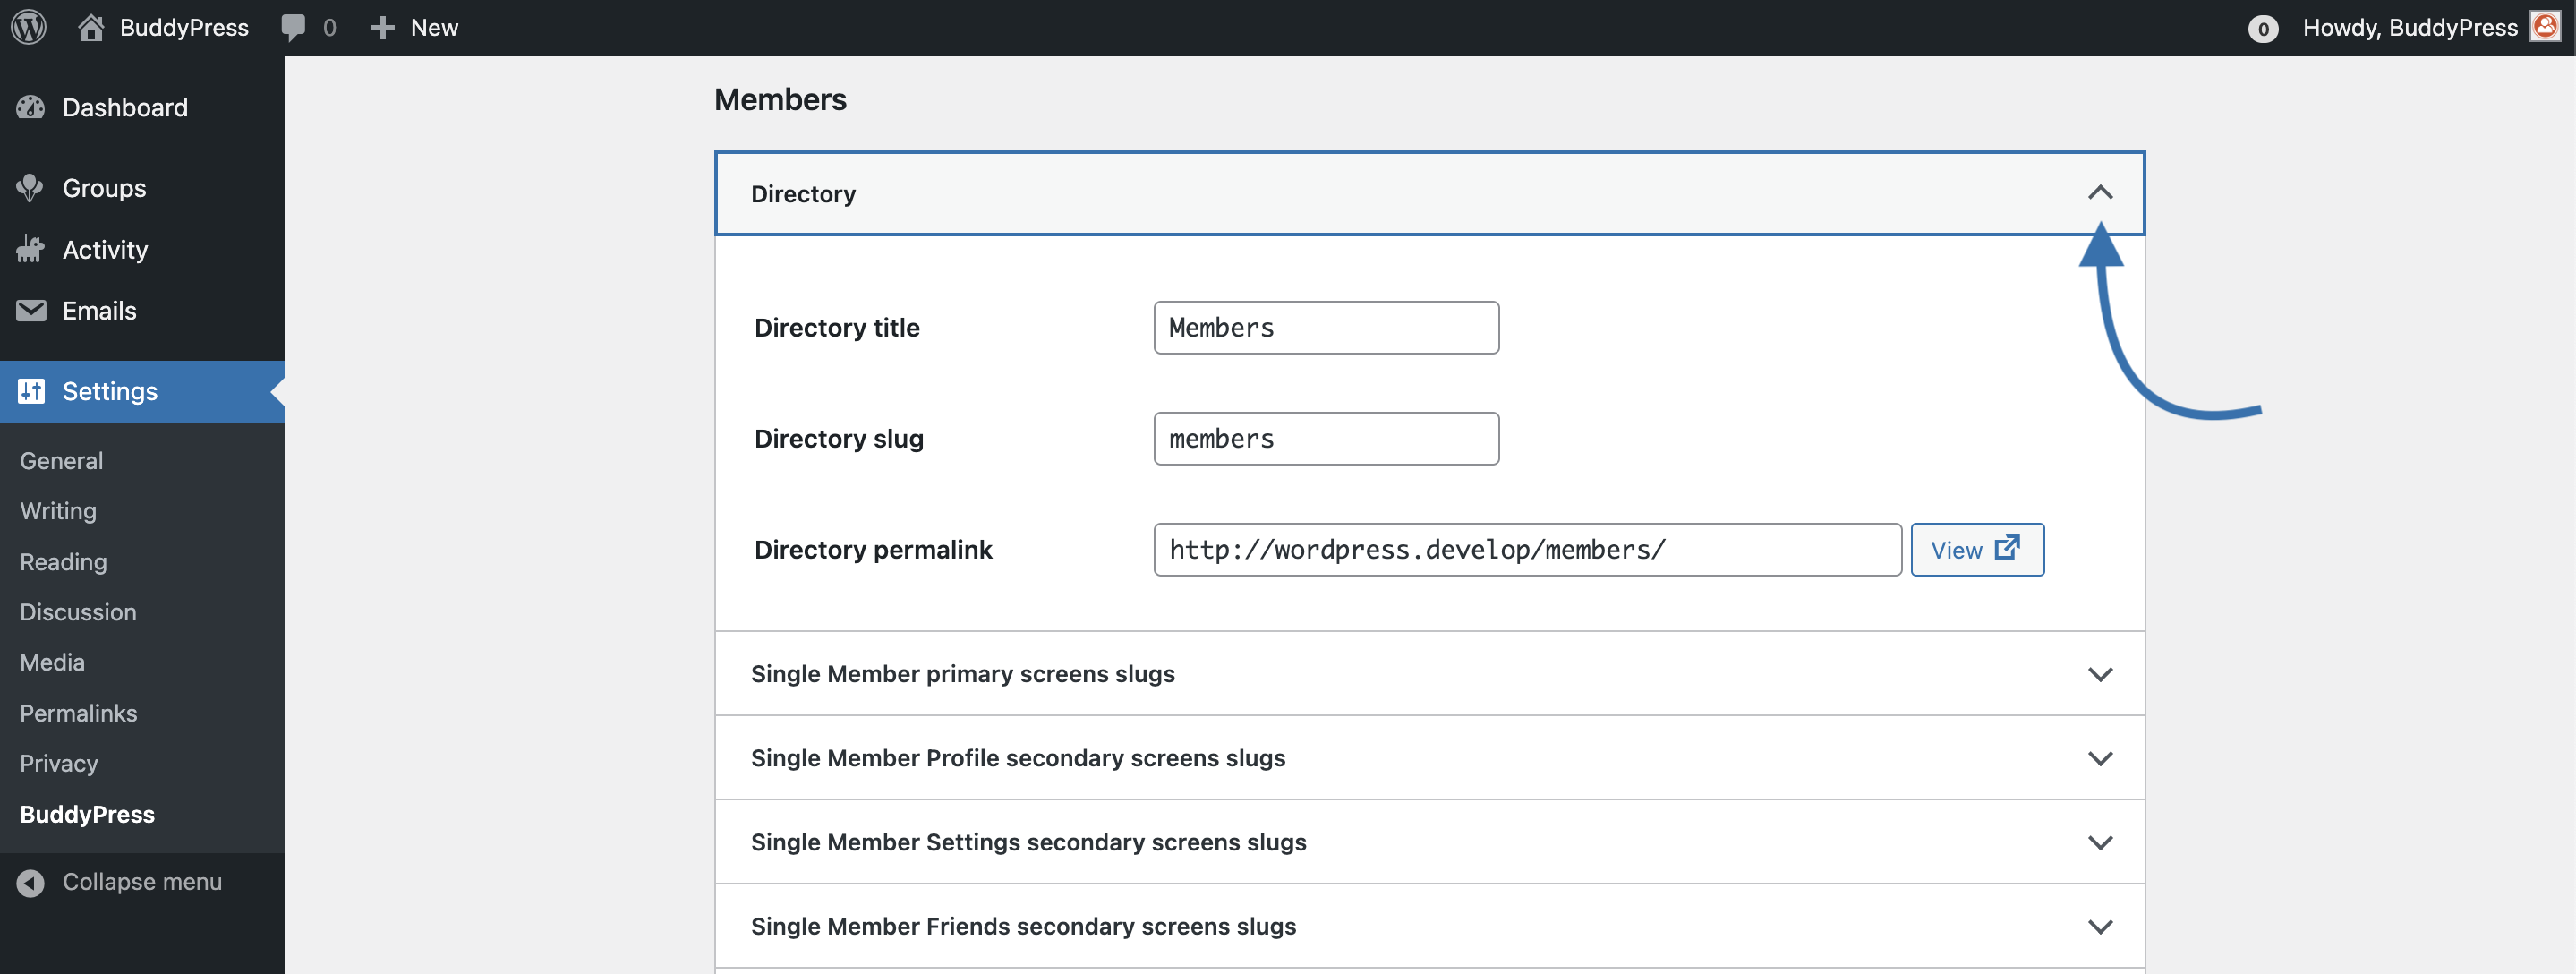 BuddyPress 0 New 0 Howdy, BuddyPress
Dashboard
Groups
Activity
Emails
Settings
General
Writing
Reading
Discussion
Media
Permalinks
Privacy
BuddyPress
Collapse menu
Members
Directory
Directory title Members
Directory slug members
Directory permalink http://wordpress.develop/members/ View
Single Member primary screens slugs
Single Member Profile secondary screens slugs
Single Member Settings secondary screens slugs
Single Member Friends secondary screens slugs